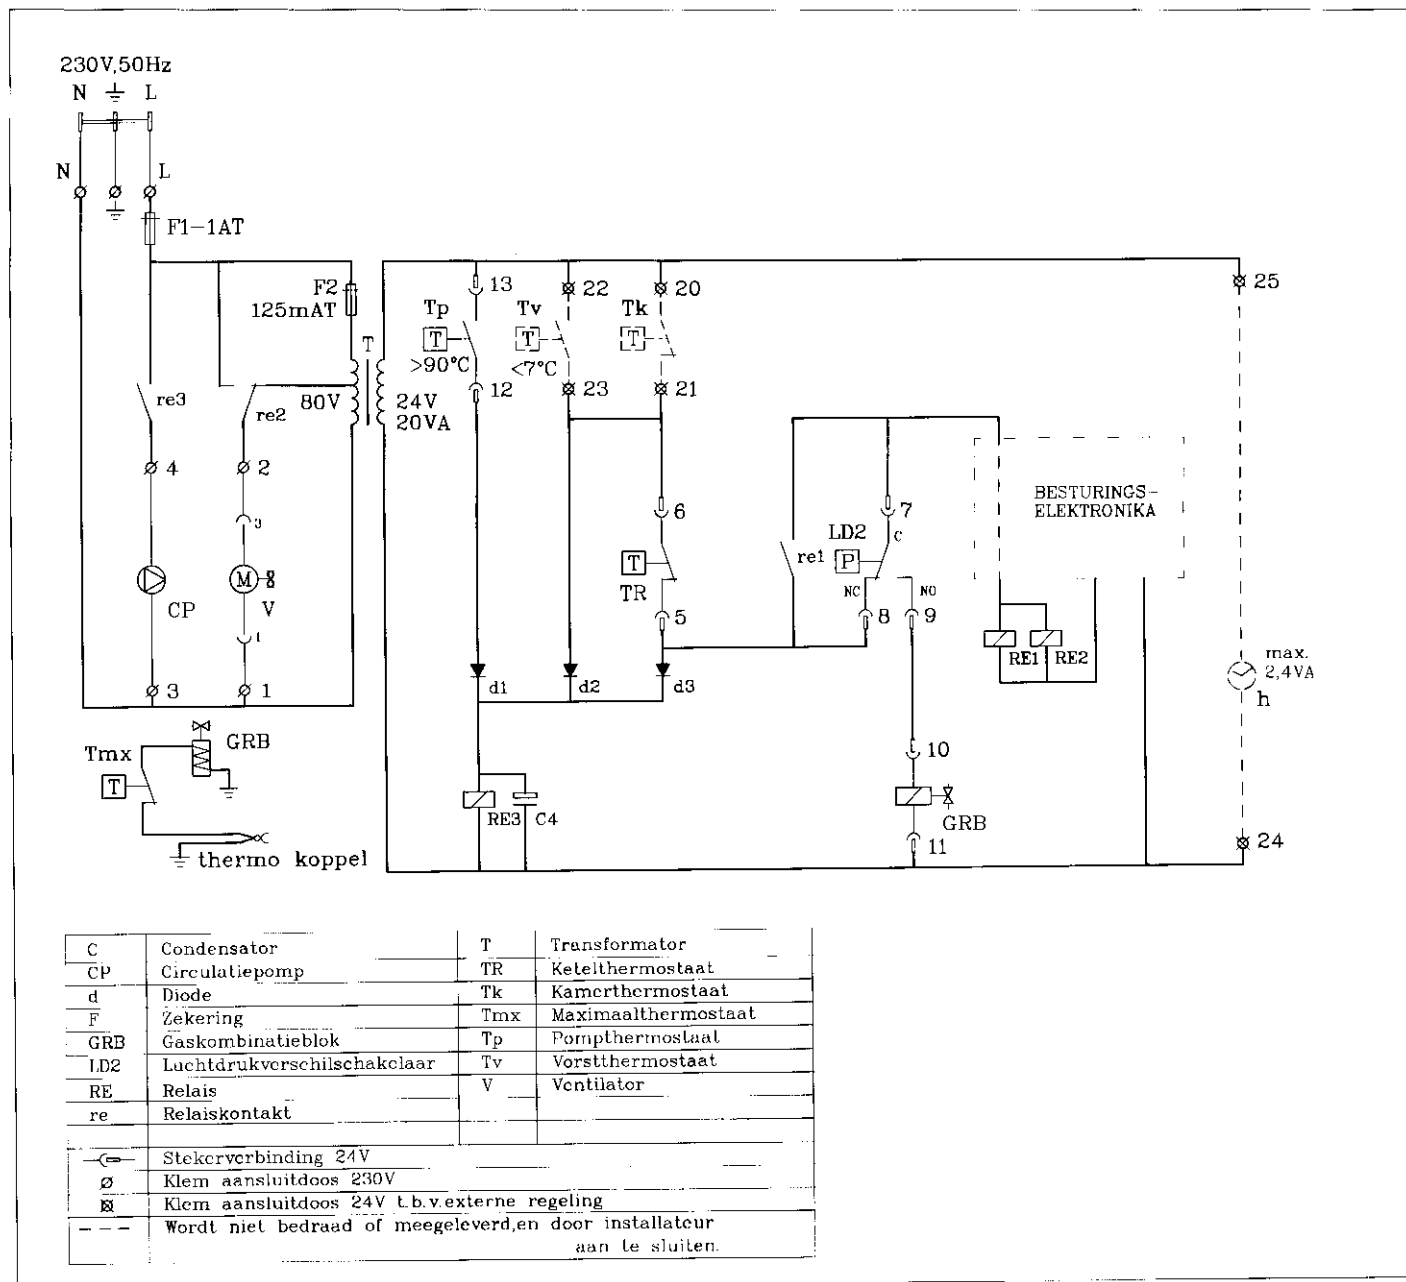 230V,50Hz
N L
N L
F1-1AT
F2
125mAT
T
80V
24V
20VA
re3
re2
4
2
3
CP
M
V
1
3
1
13
22
20
25
Tp
Tv
Tk
T
T
T
>90°C
<7°C
12
23
21
6
T
TR
5
7
LD2
C
re1
P
NC
NO
8
9
BESTURINGS-
ELEKTRONIKA
RE1
RE2
max.
2,4VA
h
d1
d2
d3
Tmx
T
GRB
thermo koppel
RE3
C4
10
GRB
11
24
C Condensator T Transformator
CP Circulatiepomp TR Ketelthermostaat
d Diode Tk Kamerthermostaat
F Zekering Tmx Maximaalthermostaat
GRB Gaskombinatieblok Tp Pompthermostaat
LD2 Luchtdrukverschilschakelaar Tv Vorstthermostaat
RE Relais V Ventilator
re Relaiskontakt
Stekerverbinding 24V
Klem aansluitdoos 230V
Klem aansluitdoos 24V t.b.v.externe regeling
Wordt niet bedraad of meegeleverd,en door installateur
aan te sluiten.